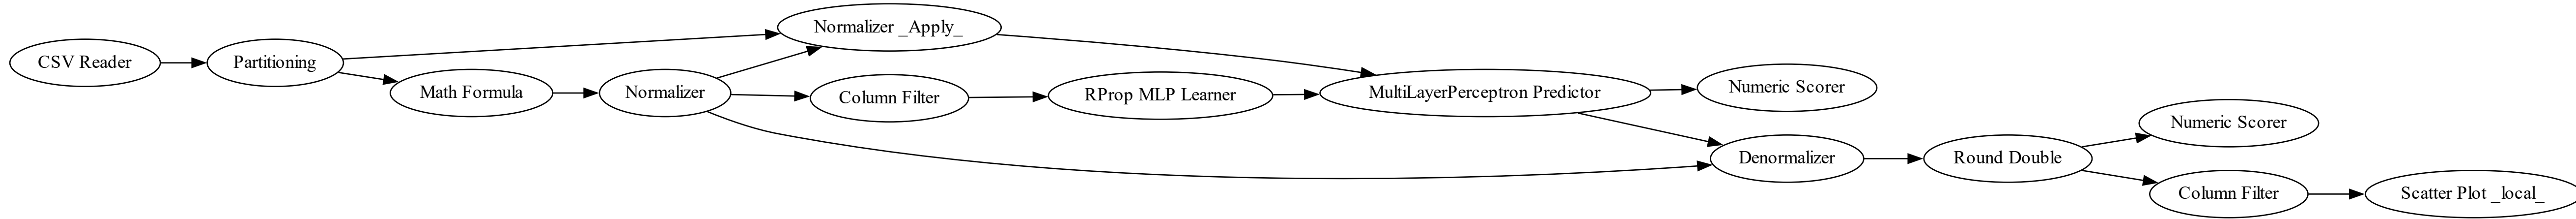 CSV Reader
Partitioning
Normalizer _Apply_
Math Formula
Normalizer
Column Filter
RProp MLP Learner
MultiLayerPerceptron Predictor
Numeric Scorer
Denormalizer
Round Double
Numeric Scorer
Column Filter
Scatter Plot _local_